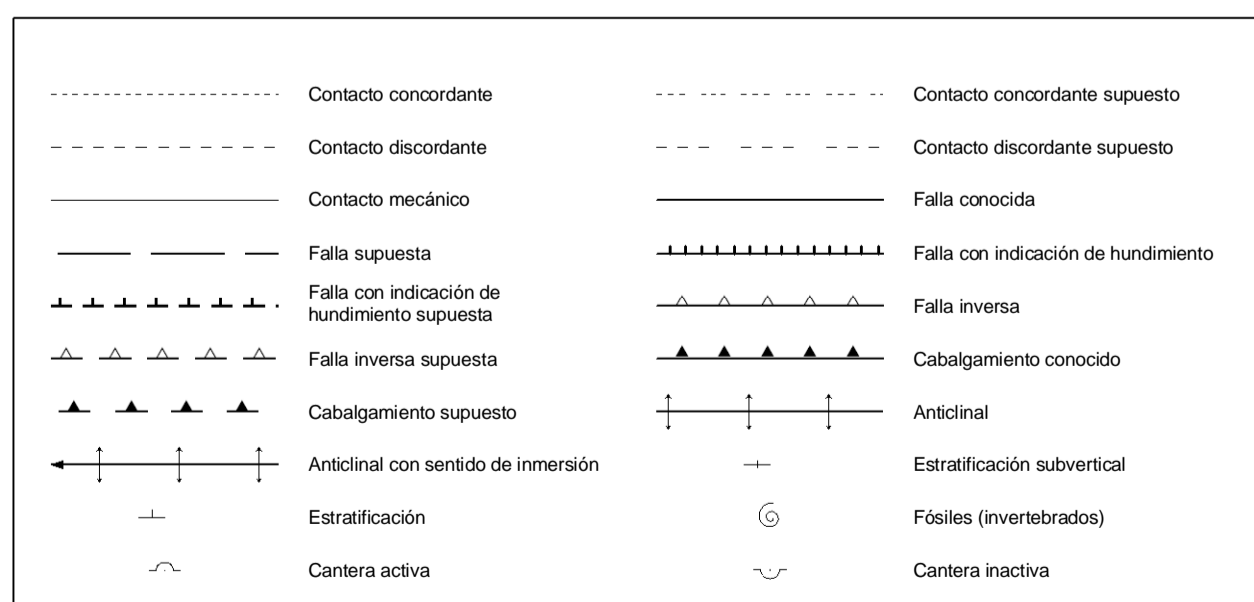 Contacto concordante
Contacto concordante supuesto
Contacto discordante
Contacto discordante supuesto
Contacto mecánico
Falla conocida
Falla supuesta
Falla con indicación de hundimiento
Falla con indicación de
hundimiento supuesta
Falla inversa
Falla inversa supuesta
Cabalgamiento conocido
Cabalgamiento supuesto
Anticlinal
Anticlinal con sentido de inmersión
Estratificación subvertical
Estratificación
Fósiles (invertebrados)
Cantera activa
Cantera inactiva